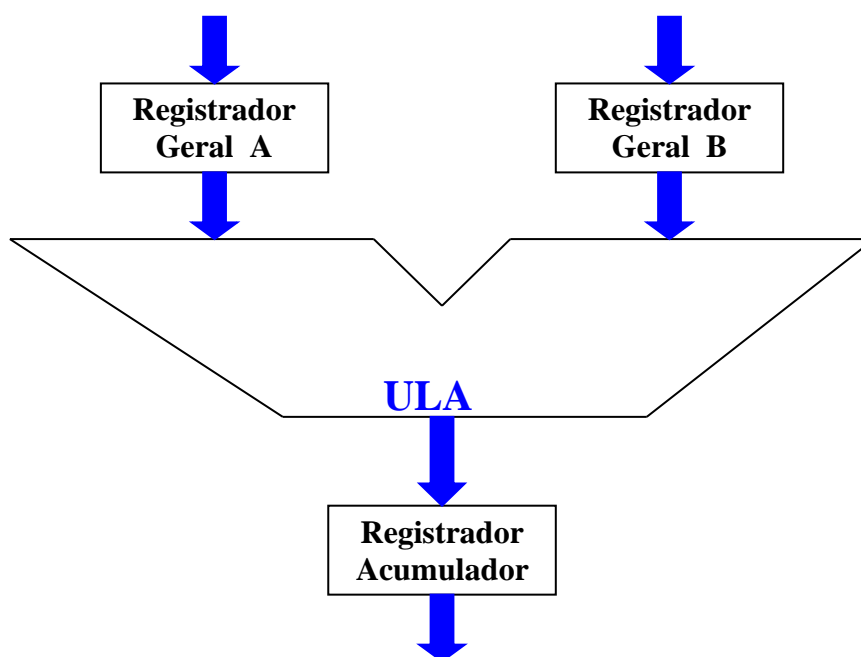 Registrador
Geral A
Registrador
Geral B
ULA
Registrador
Acumulador